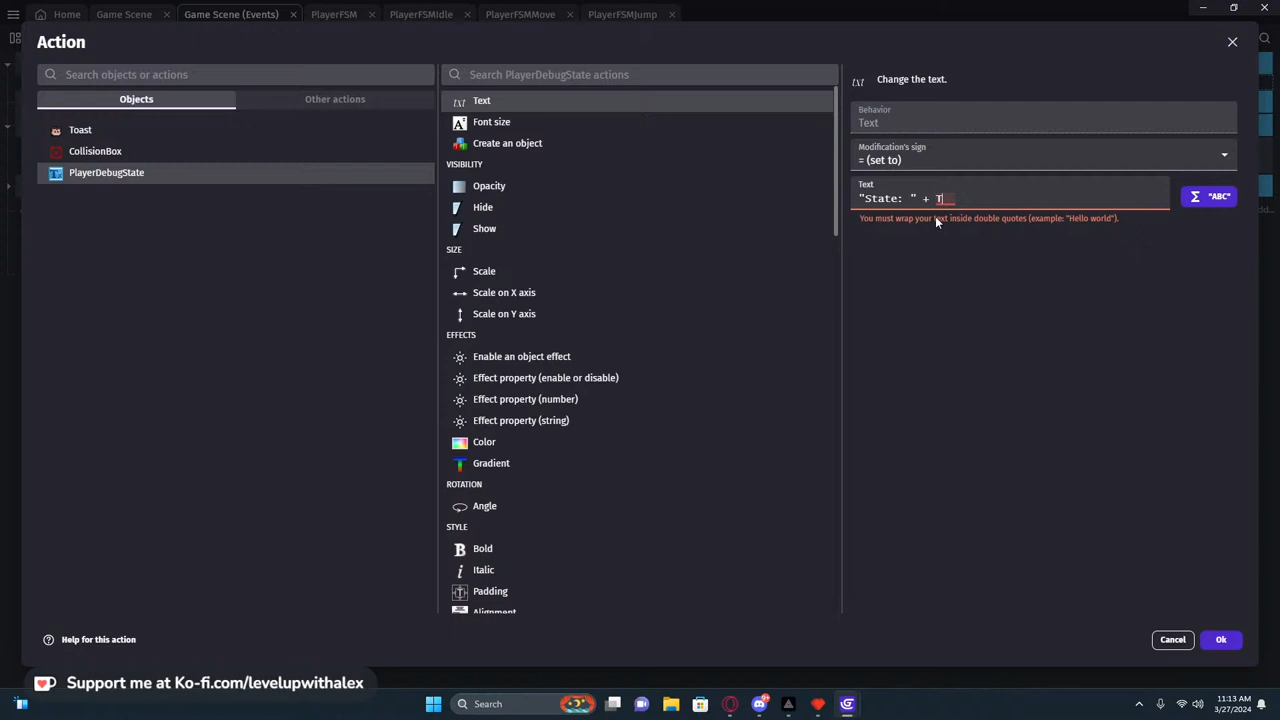 Home
Game Scene
Game Scene (Events)
PlayerFSM
PlayerFSMIdle
PlayerFSMMove
PlayerFSMJump
Action
Search objects or actions
Objects
Other actions
Toast
CollisionBox
PlayerDebugState
Search PlayerDebugState actions
Text
Font size
Create an object
VISIBILITY
Opacity
Hide
Show
SIZE
Scale
Scale on X axis
Scale on Y axis
EFFECTS
Enable an object effect
Effect property (enable or disable)
Effect property (number)
Effect property (string)
Color
Gradient
ROTATION
Angle
STYLE
Bold
Italic
Padding
Alignment
Change the text.
Behavior
Text
Modification's sign
= (set to)
Text
"State: " + T
Σ "ABC"
You must wrap your text inside double quotes (example: "Hello world").
Help for this action
Cancel
Ok
Support me at Ko-fi.com/levelupwithalex
Search
11:13 AM
3/27/2024